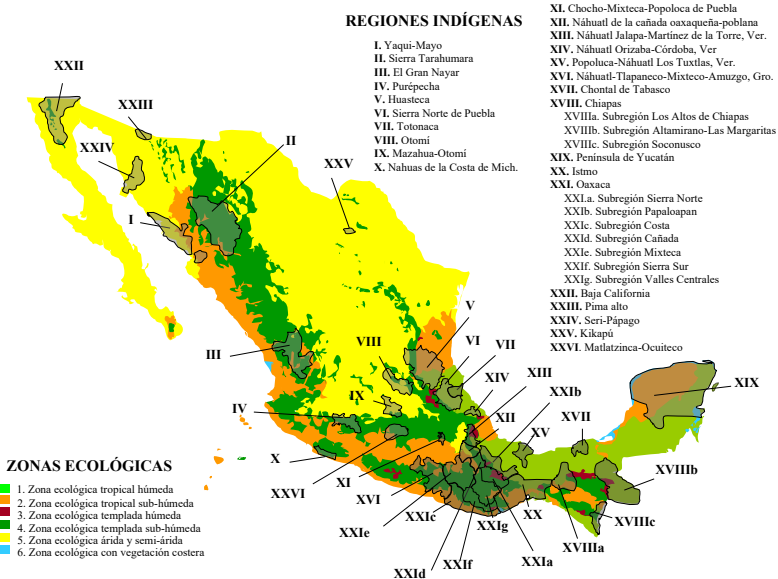 REGIONES INDÍGENAS
I. Yaqui-Mayo
II. Sierra Tarahumara
III. El Gran Nayar
IV. Purépecha
V. Huasteca
VI. Sierra Norte de Puebla
VII. Totonaca
VIII. Otomí
IX. Mazahua-Otomí
X. Nahuas de la Costa de Mich.
XI. Chocho-Mixteca-Popoloca de Puebla
XII. Náhuatl de la cañada oaxaqueña-poblana
XIII. Náhuatl Jalapa-Martínez de la Torre, Ver.
XIV. Náhuatl Orizaba-Córdoba, Ver
XV. Popoluca-Náhuatl Los Tuxtlas, Ver.
XVI. Náhuatl-Tlapaneco-Mixteco-Amuzgo, Gro.
XVII. Chontal de Tabasco
XVIII. Chiapas
XVIIIa. Subregión Los Altos de Chiapas
XVIIIb. Subregión Altamirano-Las Margaritas
XVIIIc. Subregión Soconusco
XIX. Península de Yucatán
XX. Istmo
XXI. Oaxaca
XXI.a. Subregión Sierra Norte
XXIb. Subregión Papaloapan
XXIc. Subregión Costa
XXId. Subregión Cañada
XXIe. Subregión Mixteca
XXIf. Subregión Sierra Sur
XXIg. Subregión Valles Centrales
XXII. Baja California
XXIII. Pima alto
XXIV. Seri-Pápago
XXV. Kikapú
XXVI. Matlatzinca-Ocuiteco
XXII
XXIII
XXIV
II
XXV
I
V
III
VIII
VI
VII
XIII
IX
XIV
XXIb
XIX
IV
XII
XVII
XV
X
XXVI
XI
XVI
XVIIIb
XXIe
XXIc
XXIg
XX
XVIIIc
XXId
XXIf
XXIa
XVIIIa
ZONAS ECOLÓGICAS
1. Zona ecológica tropical húmeda
2. Zona ecológica tropical sub-húmeda
3. Zona ecológica templada húmeda
4. Zona ecológica templada sub-húmeda
5. Zona ecológica árida y semi-árida
6. Zona ecológica con vegetación costera